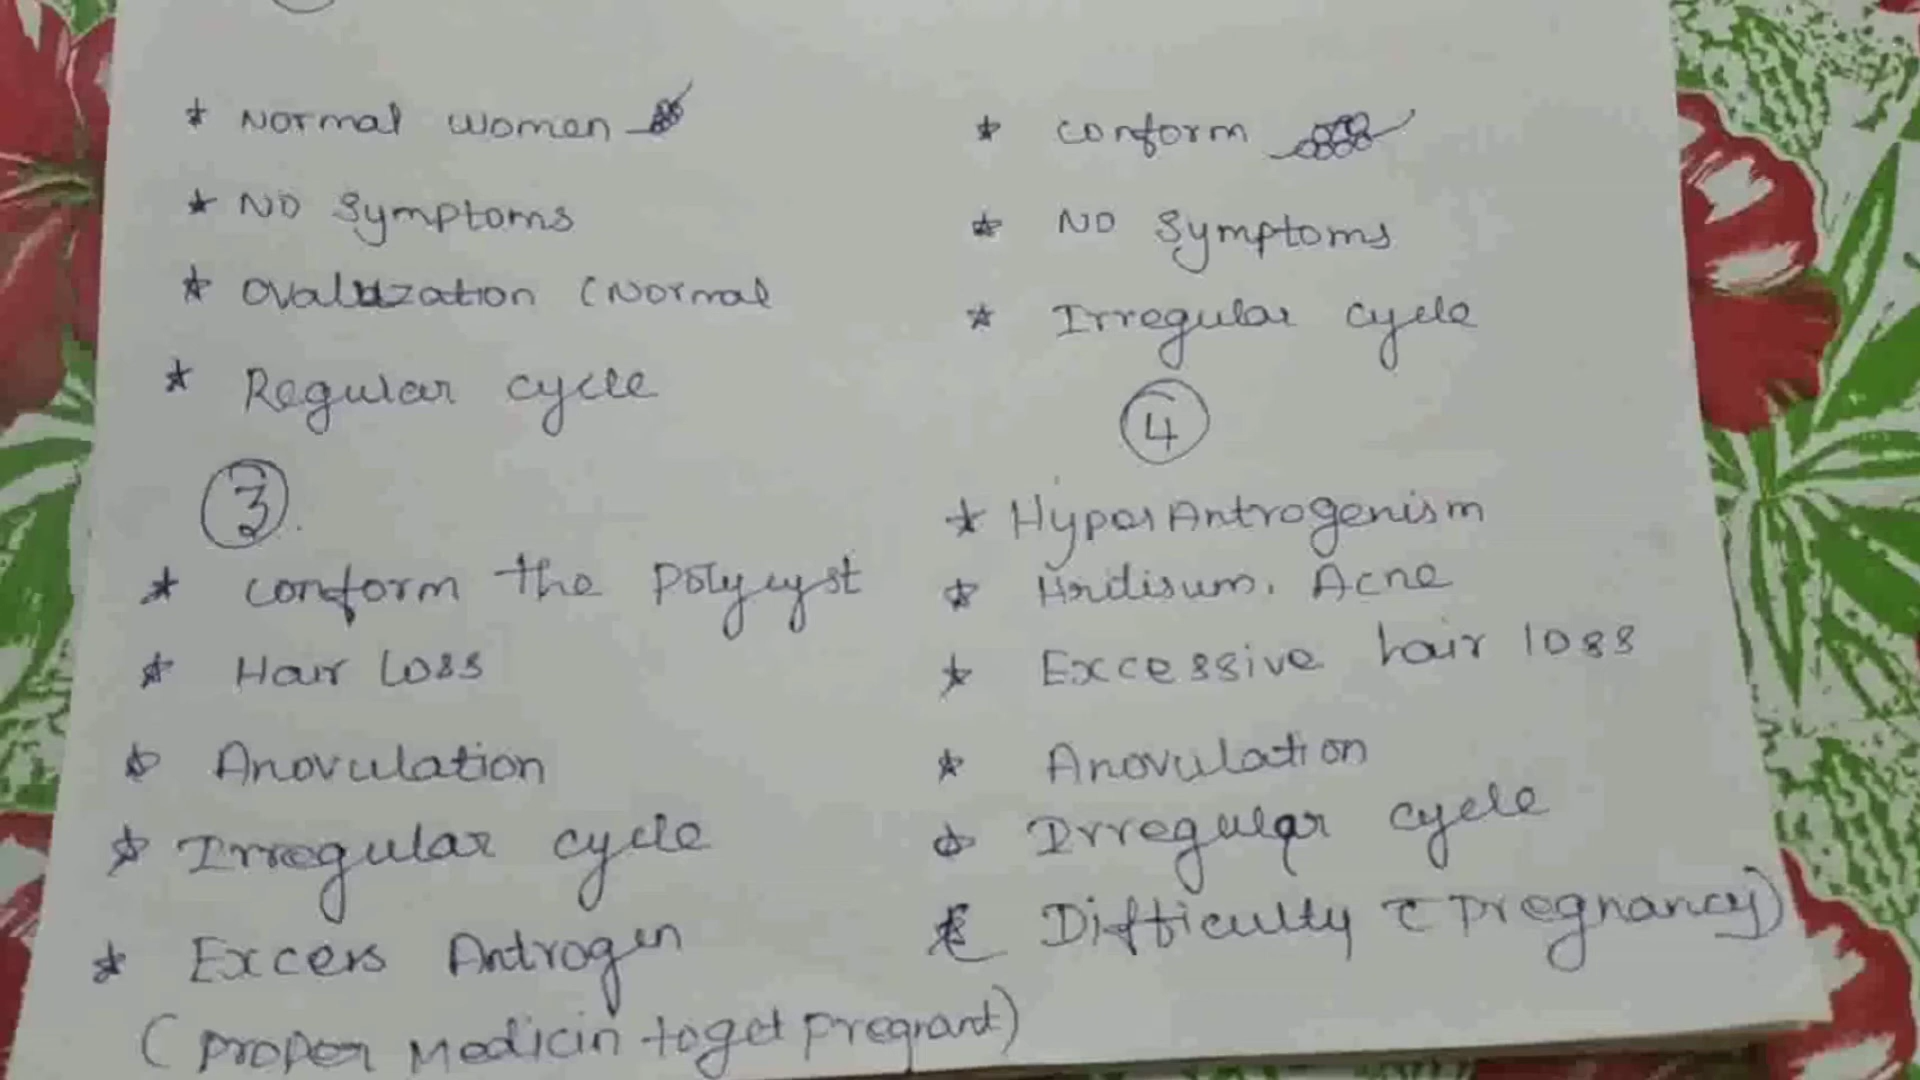 * Normal women
* NO Symptoms
* Ovaluzation (Normal
* Regular cycle
* conform
* NO Symptoms
* Irregular cycle
3
* conform the Polycyst
* Hair Loss
* Anovulation
* Irregular cycle
* Excess Antrogen
(proper Medicin to get pregnant)
4
* Hyper Antrogenism
* Hridisum. Acne
* Excessive hair loss
* Anovulation
* Irregular cycle
* Difficulty c pregnancy)